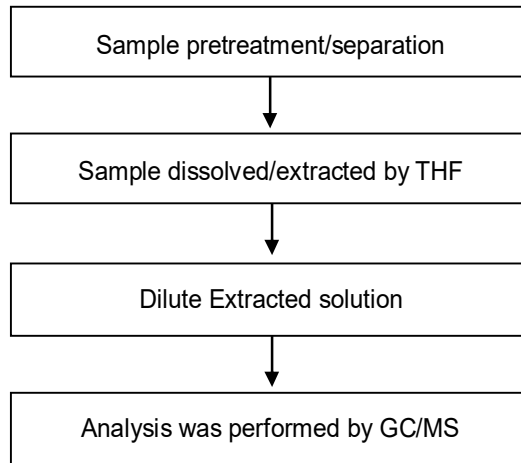 Sample pretreatment/separation
Sample dissolved/extracted by THF
Dilute Extracted solution
Analysis was performed by GC/MS